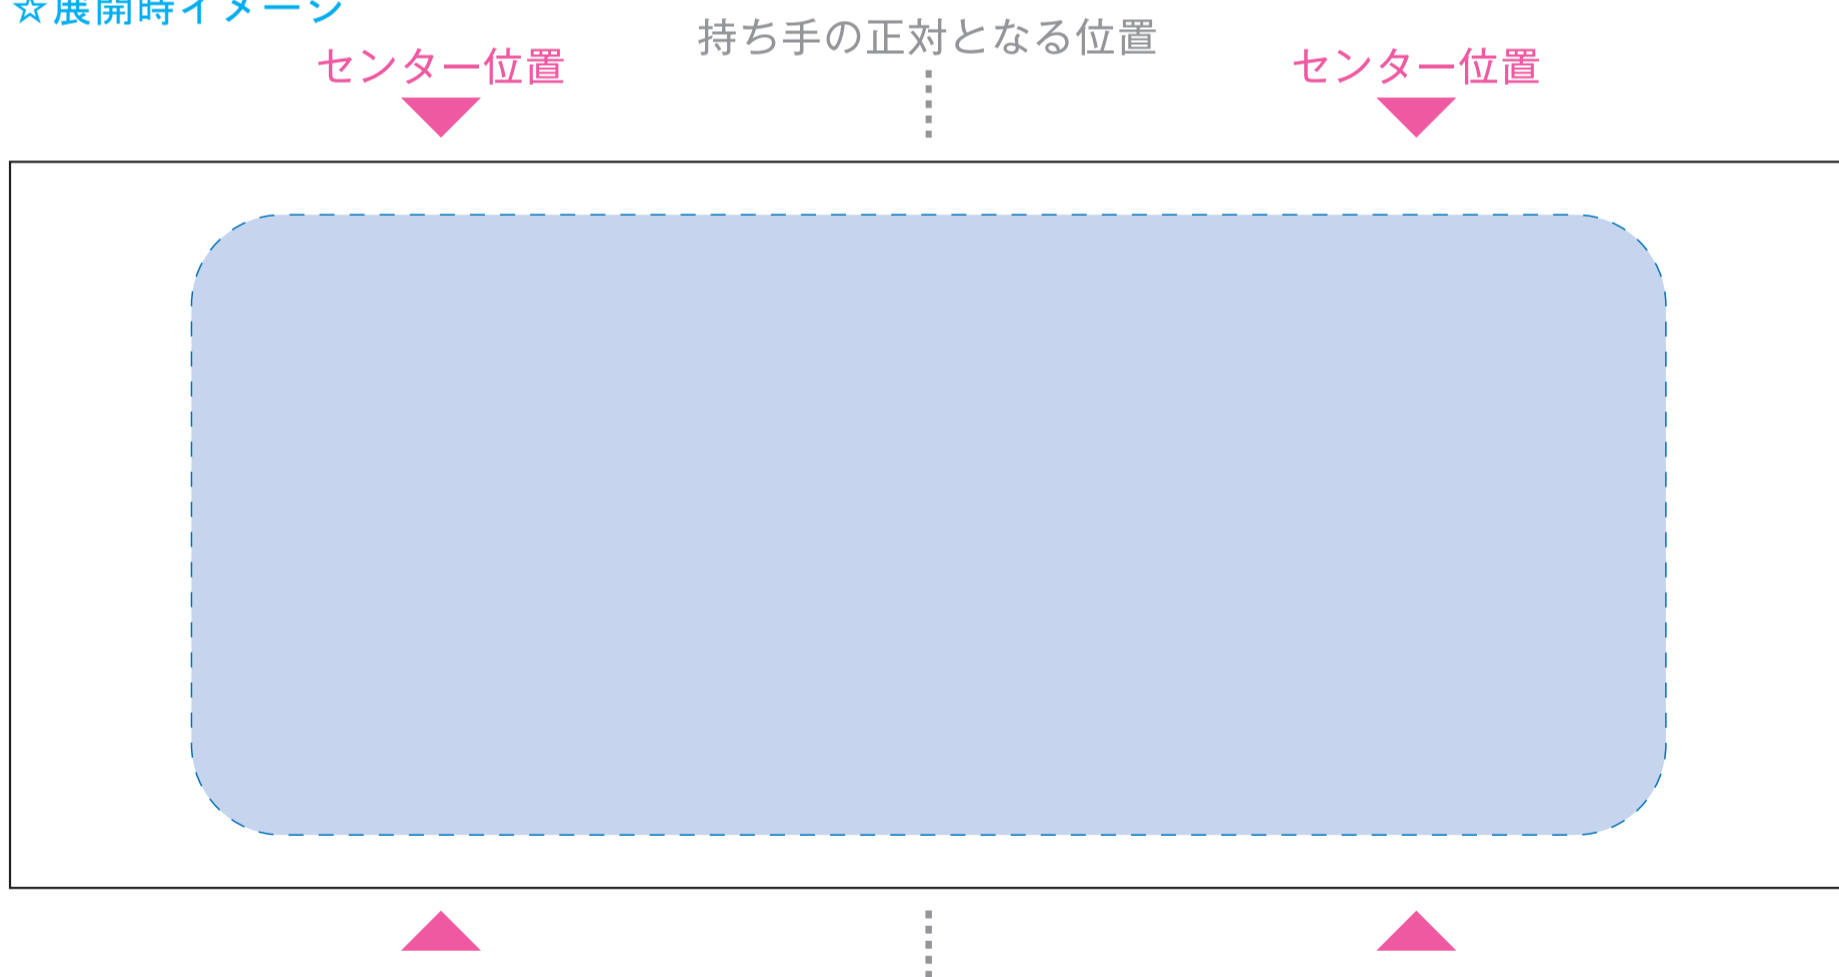 ☆展開時イメージ
持ち手の正対となる位置
センター位置
センター位置